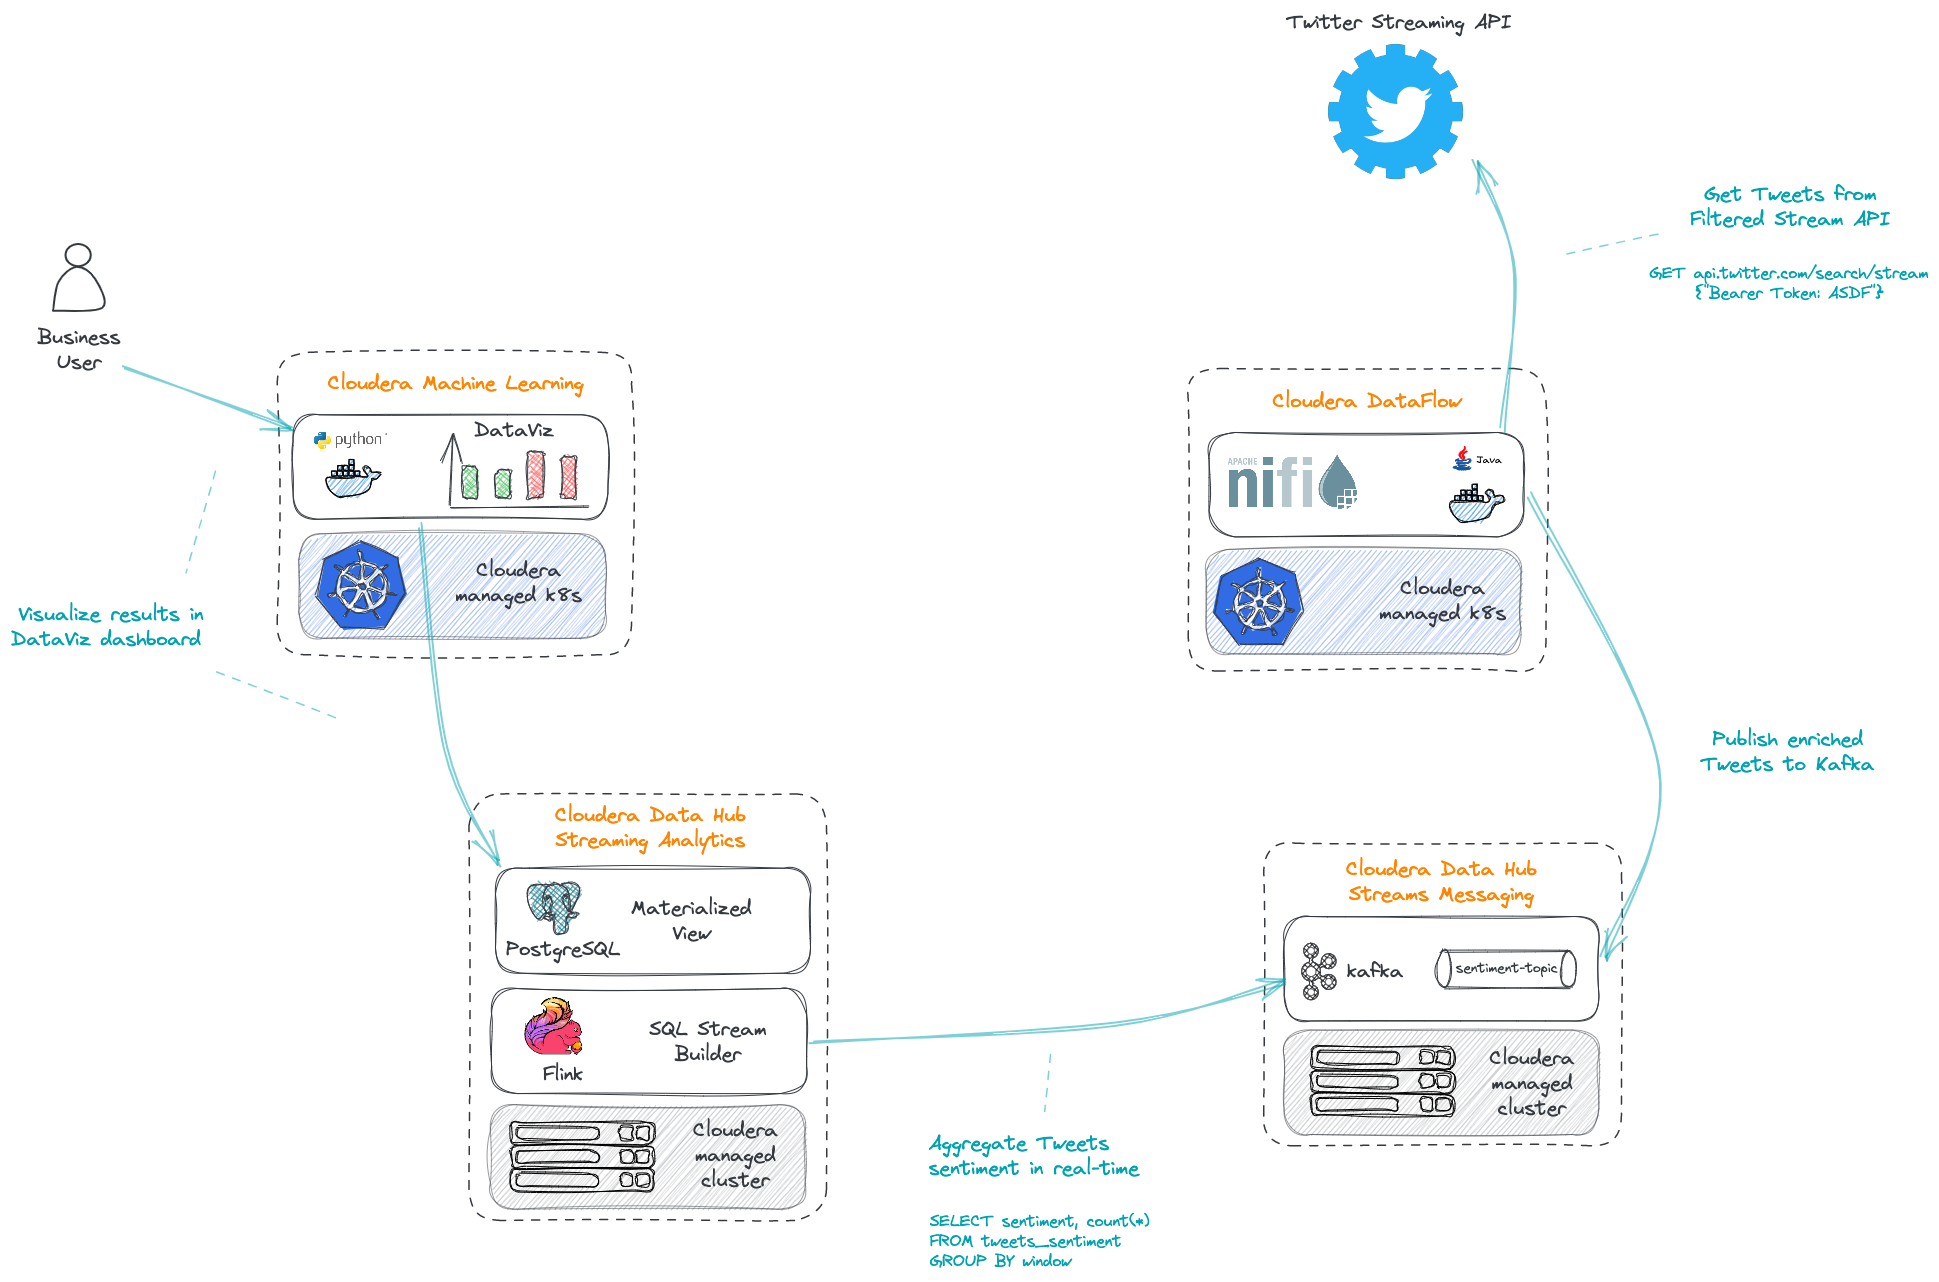 Twitter Streaming API
Get Tweets from
Filtered Stream API
GET api.twitter.com/search/stream
{"Bearer Token: ASDF"}
Business
User
Cloudera Machine Learning
python
DataViz
Cloudera
managed k8s
Visualize results in
DataViz dashboard
Cloudera DataFlow
APACHE
nifi
Java
Cloudera
managed k8s
Publish enriched
Tweets to Kafka
Cloudera Data Hub
Streaming Analytics
PostgreSQL
Materialized
View
Flink
SQL Stream
Builder
Cloudera
managed
cluster
Cloudera Data Hub
Streams Messaging
kafka
sentiment-topic
Cloudera
managed
cluster
Aggregate Tweets
sentiment in real-time
SELECT sentiment, count(*)
FROM tweets_sentiment
GROUP BY window